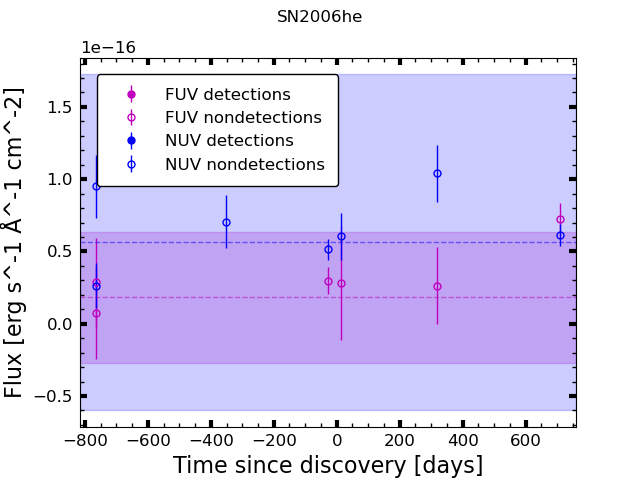 SN2006he
1e−16
FUV detections
FUV nondetections
NUV detections
NUV nondetections
1.5
1.0
0.5
0.0
−0.5
Flux [erg s^-1 Å^-1 cm^-2]
−800 −600 −400 −200 0 200 400 600
Time since discovery [days]